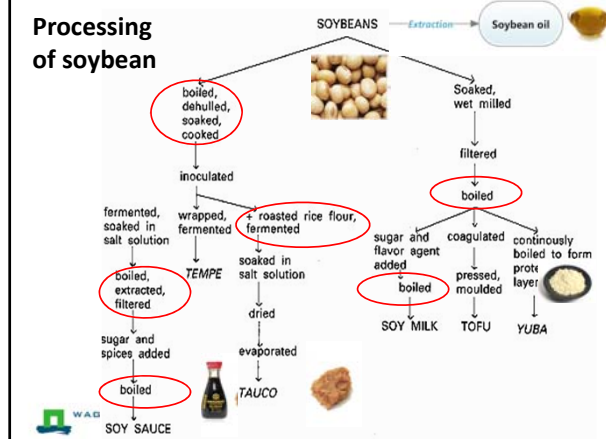 Processing
of soybean
SOYBEANS
Extraction
Soybean oil
boiled,
dehulled,
soaked,
cooked
inoculated
fermented,
soaked in
salt solution
boiled,
extracted,
filtered
sugar and
spices added
boiled
SOY SAUCE
wrapped,
fermented
TEMPE
+ roasted rice flour,
fermented
soaked in
salt solution
dried
evaporated
TAUCO
Soaked,
wet milled
filtered
boiled
sugar and
flavor agent
added
boiled
SOY MILK
coagulated
pressed,
moulded
TOFU
continously
boiled to form
prote
layer
YUBA
WAG